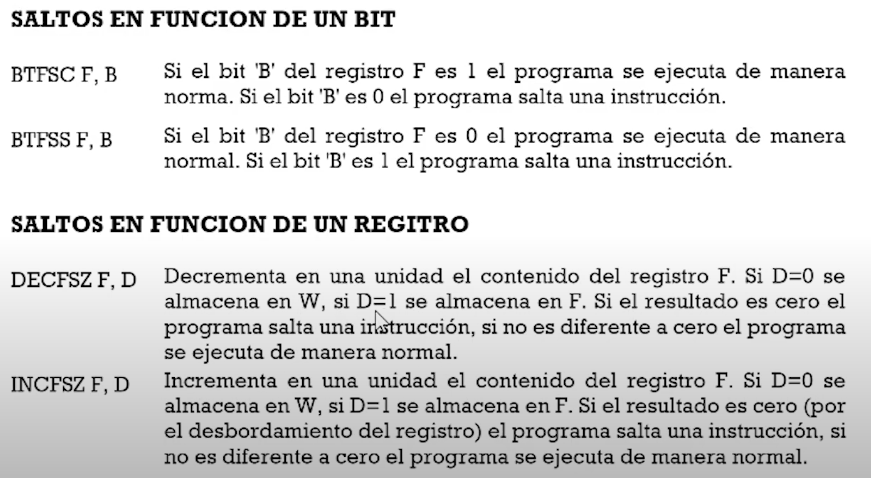 SALTOS EN FUNCION DE UN BIT
BTFSC F, B
Si el bit 'B' del registro F es 1 el programa se ejecuta de manera
norma. Si el bit 'B' es 0 el programa salta una instrucción.
BTFSS F, B
Si el bit 'B' del registro F es 0 el programa se ejecuta de manera
normal. Si el bit 'B' es 1 el programa salta una instrucción.
SALTOS EN FUNCION DE UN REGITRO
DECFSZ F, D
Decrementa en una unidad el contenido del registro F. Si D=0 se
almacena en W, si D=1 se almacena en F. Si el resultado es cero el
programa salta una instrucción, si no es diferente a cero el programa
se ejecuta de manera normal.
INCFSZ F, D
Incrementa en una unidad el contenido del registro F. Si D=0 se
almacena en W, si D=1 se almacena en F. Si el resultado es cero (por
el desbordamiento del registro) el programa salta una instrucción, si
no es diferente a cero el programa se ejecuta de manera normal.